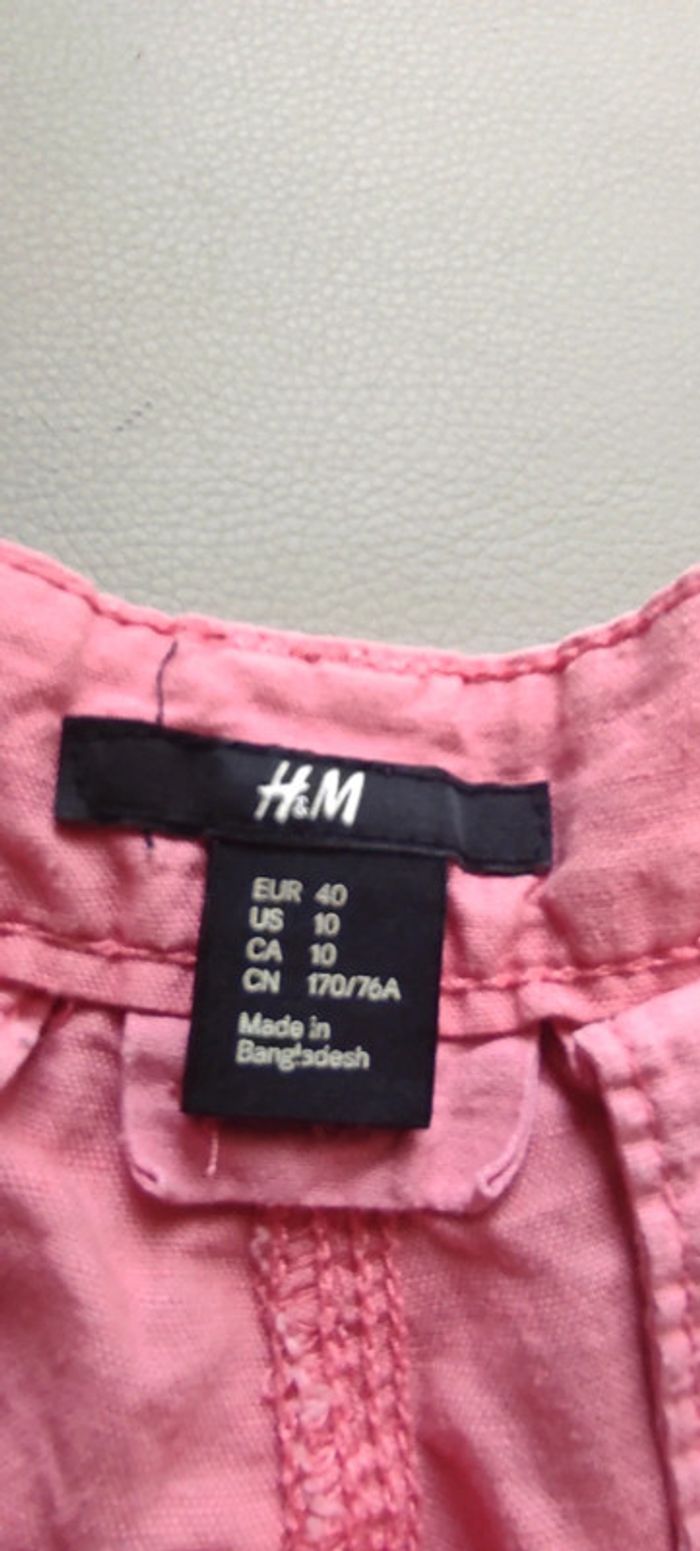 H&M
EUR 40
US 10
CA 10
CN 170/76A
Made in
Bangladesh